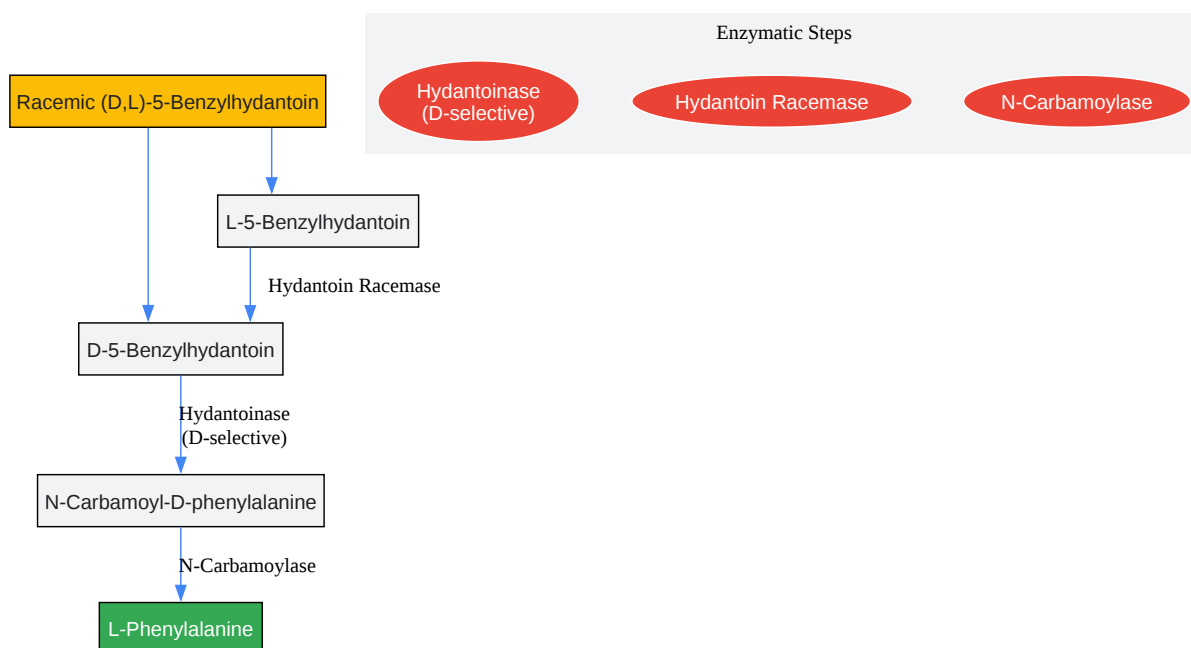 Enzymatic Steps
Racemic (D,L)-5-Benzylhydantoin
Hydantoinase
(D-selective)
Hydantoin Racemase
N-Carbamoylase
L-5-Benzylhydantoin
Hydantoin Racemase
D-5-Benzylhydantoin
Hydantoinase
(D-selective)
N-Carbamoyl-D-phenylalanine
N-Carbamoylase
L-Phenylalanine